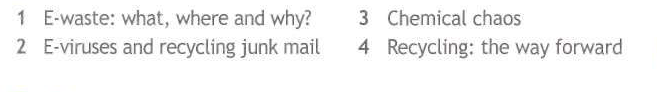 1 E-waste: what, where and why?
2 E-viruses and recycling junk mail
3 Chemical chaos
4 Recycling: the way forward